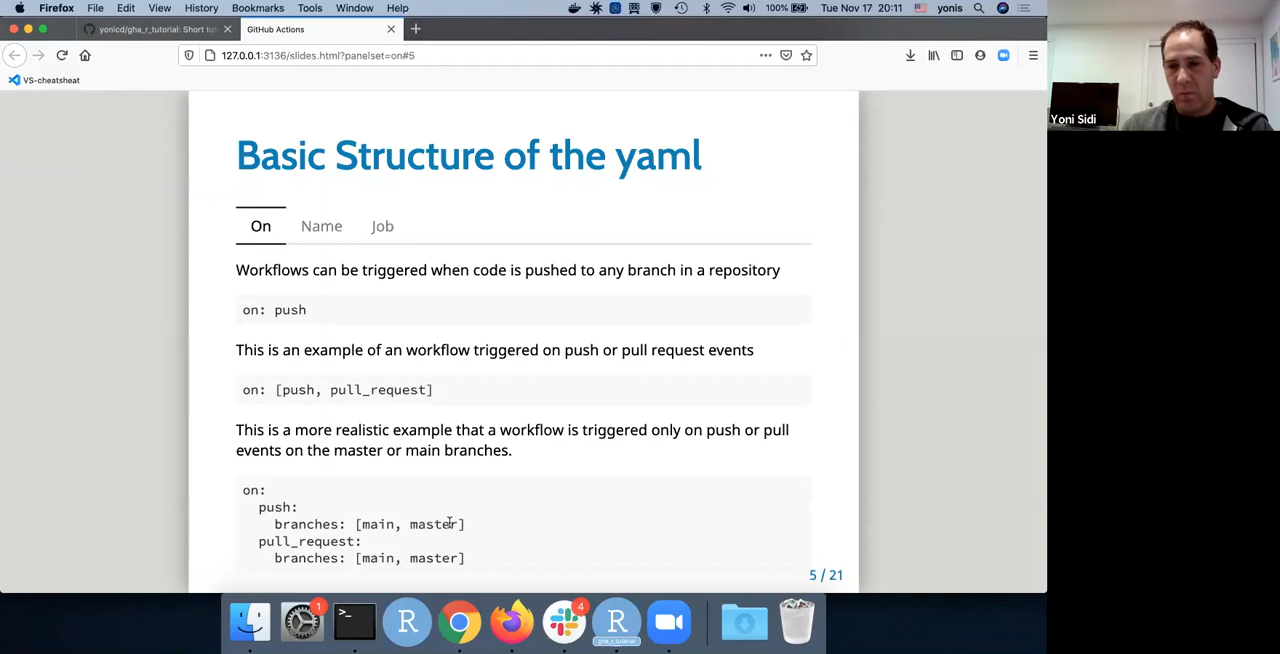 Firefox File Edit View History Bookmarks Tools Window Help 100% Tue Nov 17 20:11 yonis
yonicd/gha_r_tutorial: Short tut
GitHub Actions
127.0.0.1:3136/slides.html?panelset=on#5
VS-cheatsheat
Yoni Sidi
Basic Structure of the yaml
On Name Job
Workflows can be triggered when code is pushed to any branch in a repository
on: push
This is an example of an workflow triggered on push or pull request events
on: [push, pull_request]
This is a more realistic example that a workflow is triggered only on push or pull
events on the master or main branches.
on:
push:
branches: [main, master]
pull_request:
branches: [main, master]
5 / 21
1
>_
R
4
R
gha_r_tutorial